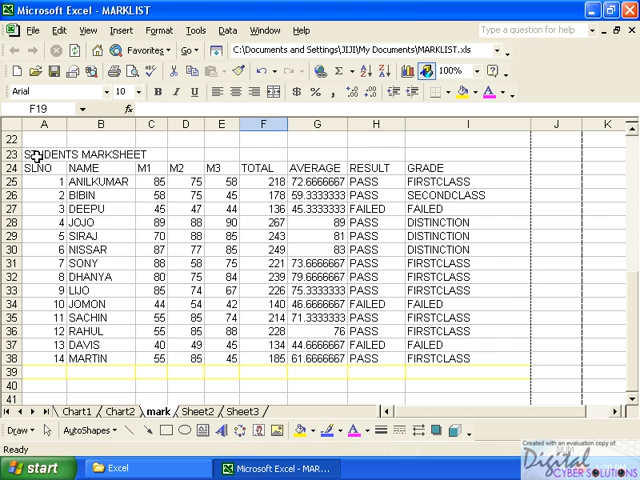 Microsoft Excel - MARKLIST
File Edit View Insert Format Tools Data Window Help Type a question for help
Favorites Go C:\Documents and Settings\JIJI\My Documents\MARKLIST.xls
100%
Arial 10 B I U
F19 fx
A B C D E F G H I J K
22
23 STUDENTS MARKSHEET
24 SLNO NAME M1 M2 M3 TOTAL AVERAGE RESULT GRADE
25 1 ANILKUMAR 85 75 58 218 72.6666667 PASS FIRSTCLASS
26 2 BIBIN 58 75 45 178 59.3333333 PASS SECONDCLASS
27 3 DEEPU 45 47 44 136 45.3333333 FAILED FAILED
28 4 JOJO 89 88 90 267 89 PASS DISTINCTION
29 5 SIRAJ 70 88 85 243 81 PASS DISTINCTION
30 6 NISSAR 87 77 85 249 83 PASS DISTINCTION
31 7 SONY 88 58 75 221 73.6666667 PASS FIRSTCLASS
32 8 DHANYA 80 75 84 239 79.6666667 PASS FIRSTCLASS
33 9 LIJO 85 74 67 226 75.3333333 PASS FIRSTCLASS
34 10 JOMON 44 54 42 140 46.6666667 FAILED FAILED
35 11 SACHIN 55 85 74 214 71.3333333 PASS FIRSTCLASS
36 12 RAHUL 55 85 88 228 76 PASS FIRSTCLASS
37 13 DAVIS 40 49 45 134 44.6666667 FAILED FAILED
38 14 MARTIN 55 85 45 185 61.6666667 PASS FIRSTCLASS
39
40
41
Chart1 Chart2 mark Sheet2 Sheet3
Draw AutoShapes
Ready NUM
Created with an evaluation copy of
Digital
CYBER SOLUTIONS
start Excel Microsoft Excel - MAR...